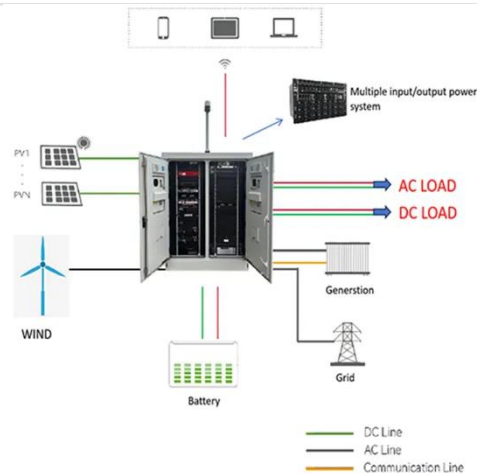 Multiple input/output power
system
PV1
PVN
AC LOAD
DC LOAD
WIND
Generstion
Battery
Grid
DC Line
AC Line
Communication Line